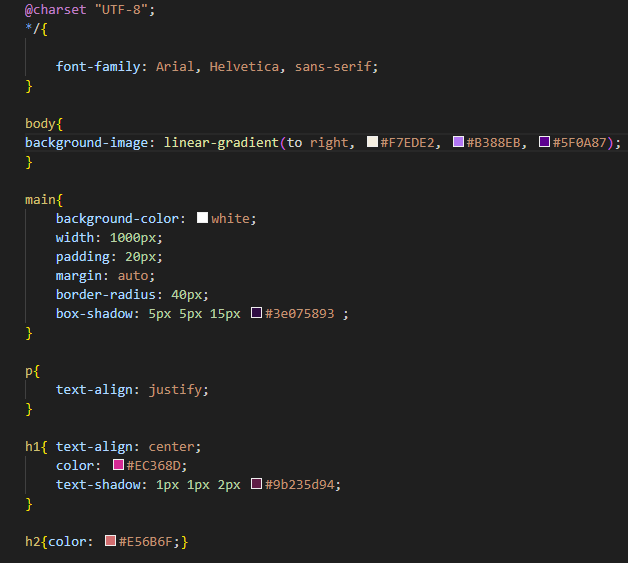 @charset "UTF-8";
*/{
font-family: Arial, Helvetica, sans-serif;
}
body{
background-image: linear-gradient(to right, #F7EDE2, #B388EB, #5F0A87);
}
main{
background-color: white;
width: 1000px;
padding: 20px;
margin: auto;
border-radius: 40px;
box-shadow: 5px 5px 15px #3e075893 ;
}
p{
text-align: justify;
}
h1{ text-align: center;
color: #EC368D;
text-shadow: 1px 1px 2px #9b235d94;
}
h2{color: #E56B6F;}